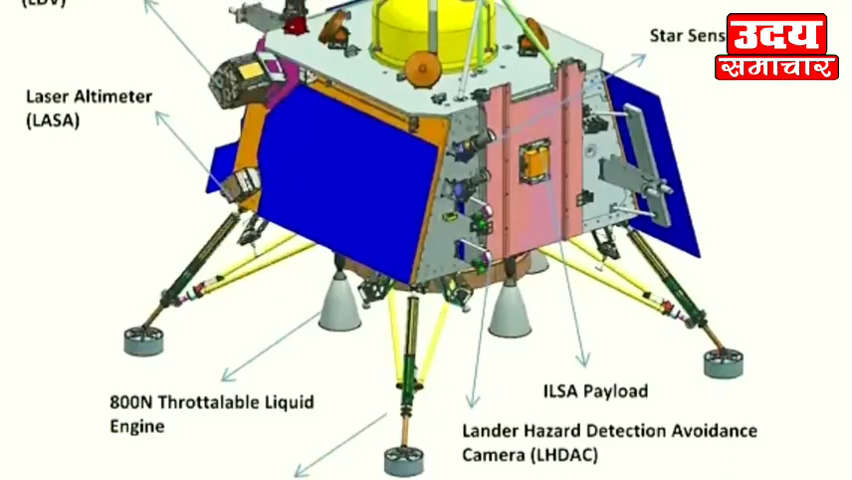 (LDV)
Star Sens
उदय
समाचार
Laser Altimeter
(LASA)
800N Throttalable Liquid
Engine
ILSA Payload
Lander Hazard Detection Avoidance
Camera (LHDAC)